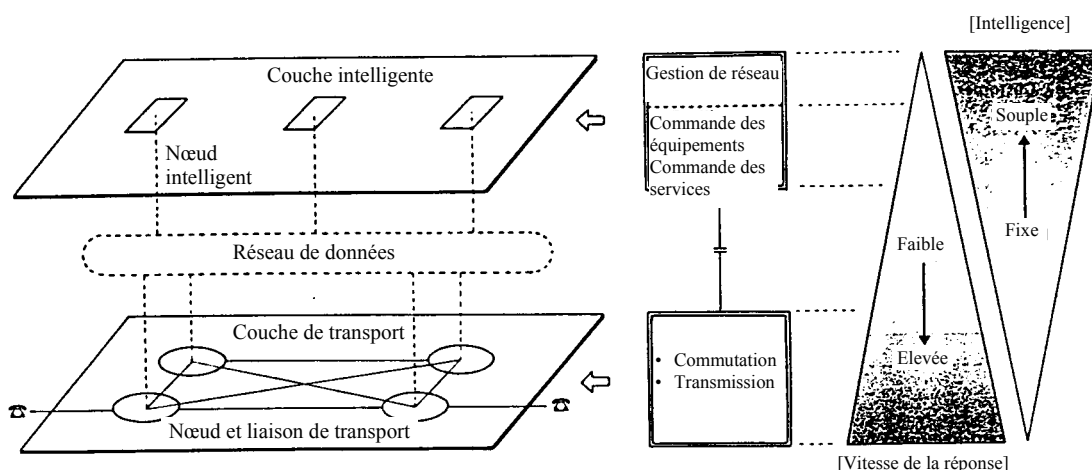 [Intelligence]
Couche intelligente
Nœud
intelligent
Réseau de données
Couche de transport
Nœud et liaison de transport
Gestion de réseau
Commande des
équipements
Commande des
services
• Commutation
• Transmission
Souple
Fixe
Faible
Elevée
[Vitesse de la réponse]